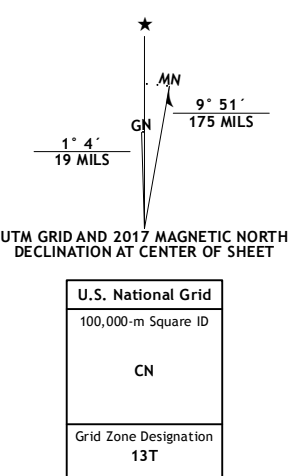 ★
MN
GN
9° 51´
175 MILS
1° 4´
19 MILS
UTM GRID AND 2017 MAGNETIC NORTH
DECLINATION AT CENTER OF SHEET
U.S. National Grid
100,000-m Square ID
CN
Grid Zone Designation
13T